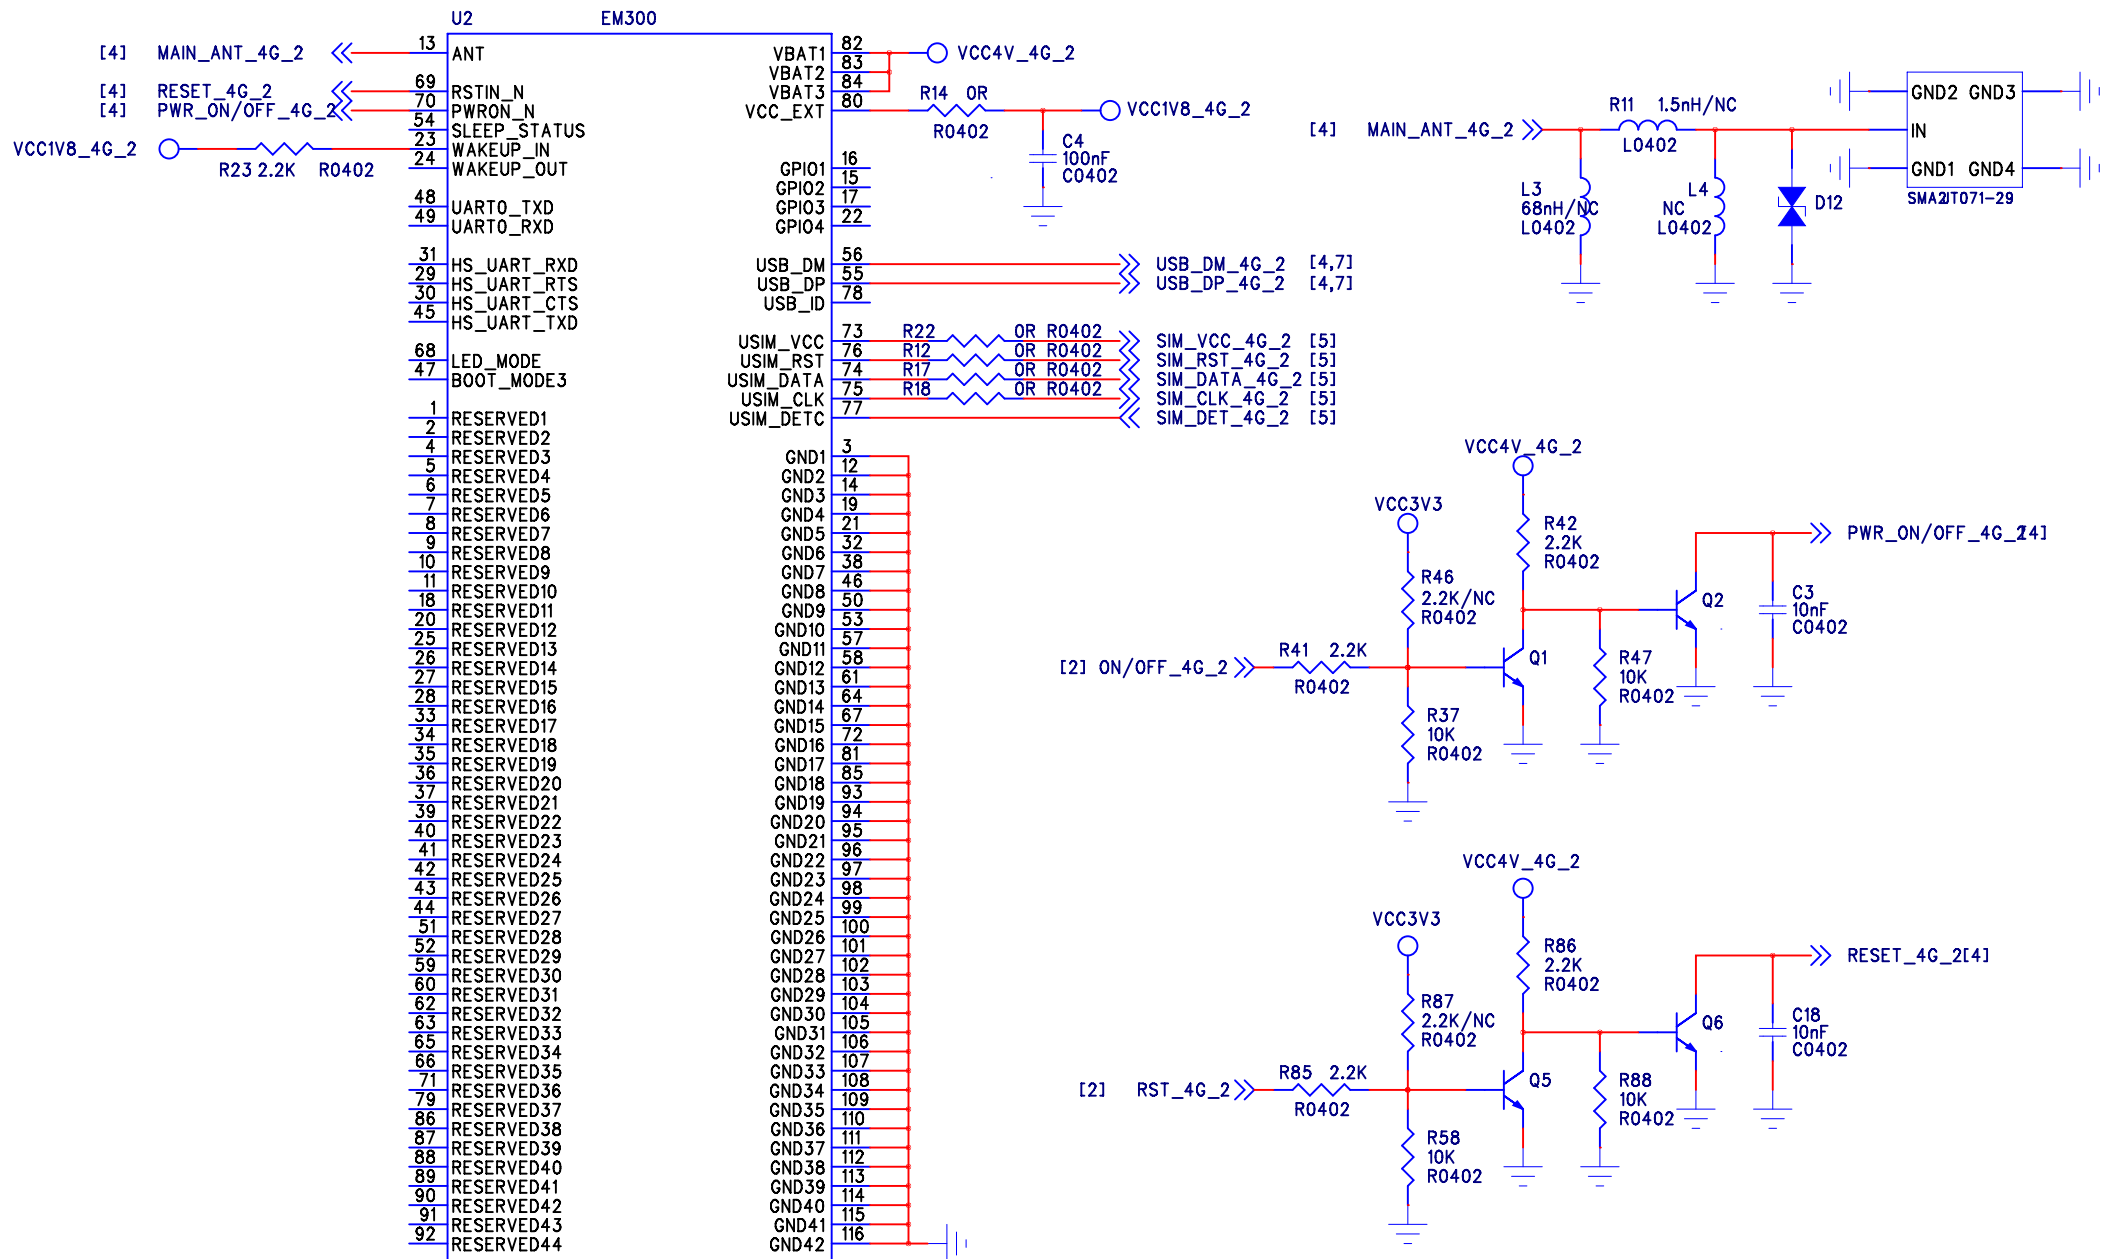 U2 EM300
[4] MAIN_ANT_4G_2 13 ANT
[4] RESET_4G_2 69 RSTIN_N
[4] PWR_ON/OFF_4G_2 70 PWRON_N
54 SLEEP_STATUS
VCC1V8_4G_2 R23 2.2K R0402 23 WAKEUP_IN
24 WAKEUP_OUT
48 UART0_TXD
49 UART0_RXD
31 HS_UART_RXD
29 HS_UART_RTS
30 HS_UART_CTS
45 HS_UART_TXD
68 LED_MODE
47 BOOT_MODE3
1 RESERVED1
2 RESERVED2
4 RESERVED3
5 RESERVED4
6 RESERVED5
7 RESERVED6
8 RESERVED7
9 RESERVED8
10 RESERVED9
11 RESERVED10
18 RESERVED11
20 RESERVED12
25 RESERVED13
26 RESERVED14
27 RESERVED15
28 RESERVED16
33 RESERVED17
34 RESERVED18
35 RESERVED19
36 RESERVED20
37 RESERVED21
39 RESERVED22
40 RESERVED23
41 RESERVED24
42 RESERVED25
43 RESERVED26
44 RESERVED27
51 RESERVED28
52 RESERVED29
59 RESERVED30
60 RESERVED31
62 RESERVED32
63 RESERVED33
65 RESERVED34
66 RESERVED35
71 RESERVED36
79 RESERVED37
86 RESERVED38
87 RESERVED39
88 RESERVED40
89 RESERVED41
90 RESERVED42
91 RESERVED43
92 RESERVED44
VBAT1 82 VCC4V_4G_2
VBAT2 83
VBAT3 84
VCC_EXT 80 R14 0R R0402 VCC1V8_4G_2
C4
100nF
C0402
GPIO1 16
GPIO2 15
GPIO3 17
GPIO4 22
USB_DM 56 USB_DM_4G_2 [4,7]
USB_DP 55 USB_DP_4G_2 [4,7]
USB_ID 78
USIM_VCC 73 R22 0R R0402 SIM_VCC_4G_2 [5]
USIM_RST 76 R12 0R R0402 SIM_RST_4G_2 [5]
USIM_DATA 74 R17 0R R0402 SIM_DATA_4G_2 [5]
USIM_CLK 75 R18 0R R0402 SIM_CLK_4G_2 [5]
USIM_DETC 77 SIM_DET_4G_2 [5]
GND1 3
GND2 12
GND3 14
GND4 19
GND5 21
GND6 32
GND7 38
GND8 46
GND9 50
GND10 53
GND11 57
GND12 58
GND13 61
GND14 64
GND15 67
GND16 72
GND17 81
GND18 85
GND19 93
GND20 94
GND21 95
GND22 96
GND23 97
GND24 98
GND25 99
GND26 100
GND27 101
GND28 102
GND29 103
GND30 104
GND31 105
GND32 106
GND33 107
GND34 108
GND35 109
GND36 110
GND37 111
GND38 112
GND39 113
GND40 114
GND41 115
GND42 116
[4] MAIN_ANT_4G_2
R11 1.5nH/NC
L0402
L3
68nH/NC
L0402
L4
NC
L0402
D12
GND2 GND3
IN
GND1 GND4
SMA2JT071-29
VCC4V_4G_2
VCC3V3
R42
2.2K
R0402
R46
2.2K/NC
R0402
[2] ON/OFF_4G_2
R41 2.2K
R0402
R37
10K
R0402
Q1
R47
10K
R0402
Q2
C3
10nF
C0402
PWR_ON/OFF_4G_2[4]
VCC4V_4G_2
VCC3V3
R86
2.2K
R0402
R87
2.2K/NC
R0402
[2] RST_4G_2
R85 2.2K
R0402
R58
10K
R0402
Q5
R88
10K
R0402
Q6
C18
10nF
C0402
RESET_4G_2[4]